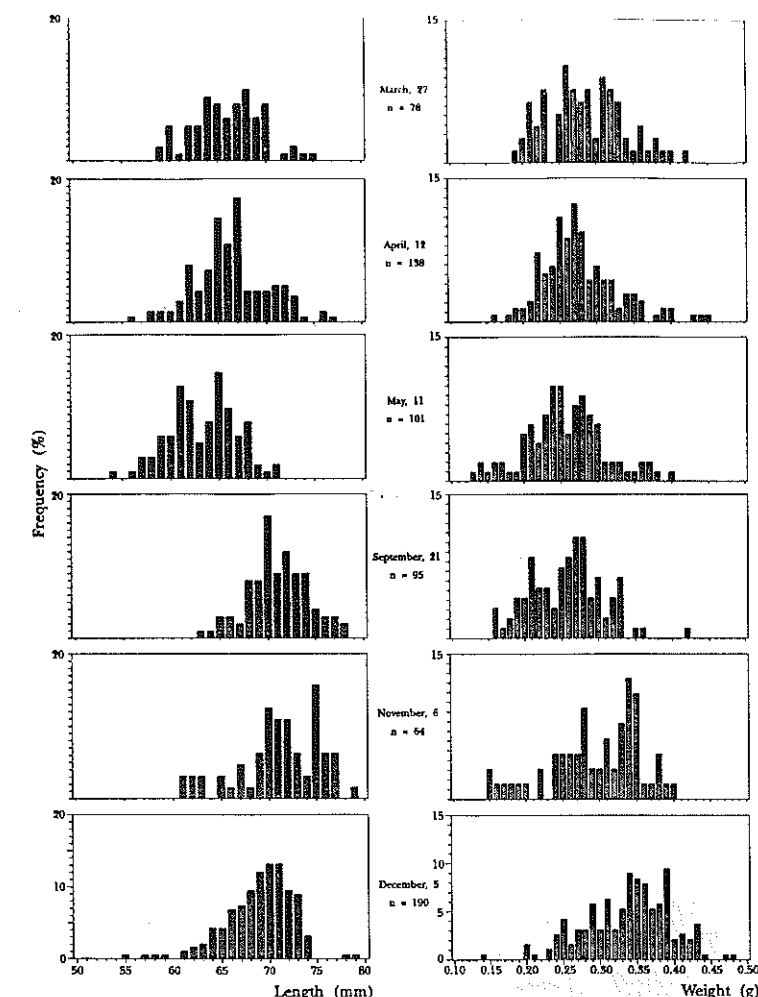 20
15
March, 27
n = 78
20
15
April, 12
n = 138
20
15
May, 11
n = 101
Frequency (%)
20
15
September, 21
n = 95
20
15
November, 6
n = 64
20
10
0
15
10
5
0
December, 5
n = 190
50 55 60 65 70 75 80
0.10 0.15 0.20 0.25 0.30 0.35 0.40 0.45 0.50
Length (mm)
Weight (g)